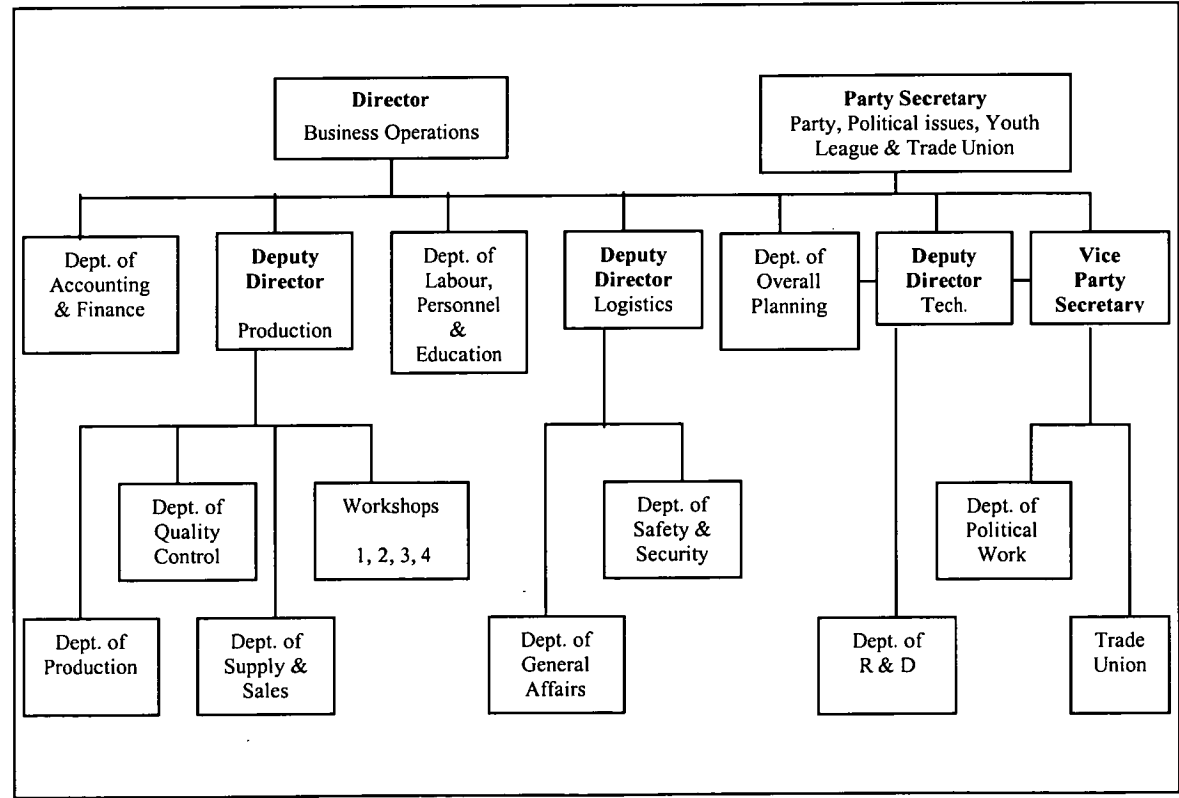 Director
Business Operations
Party Secretary
Party, Political issues, Youth
League & Trade Union
Dept. of
Accounting
& Finance
Deputy
Director
Production
Dept. of
Labour,
Personnel
&
Education
Deputy
Director
Logistics
Dept. of
Overall
Planning
Deputy
Director
Tech.
Vice
Party
Secretary
Dept. of
Quality
Control
Workshops
1, 2, 3, 4
Dept. of
Safety &
Security
Dept. of
Political
Work
Dept. of
Production
Dept. of
Supply &
Sales
Dept. of
General
Affairs
Dept. of
R & D
Trade
Union